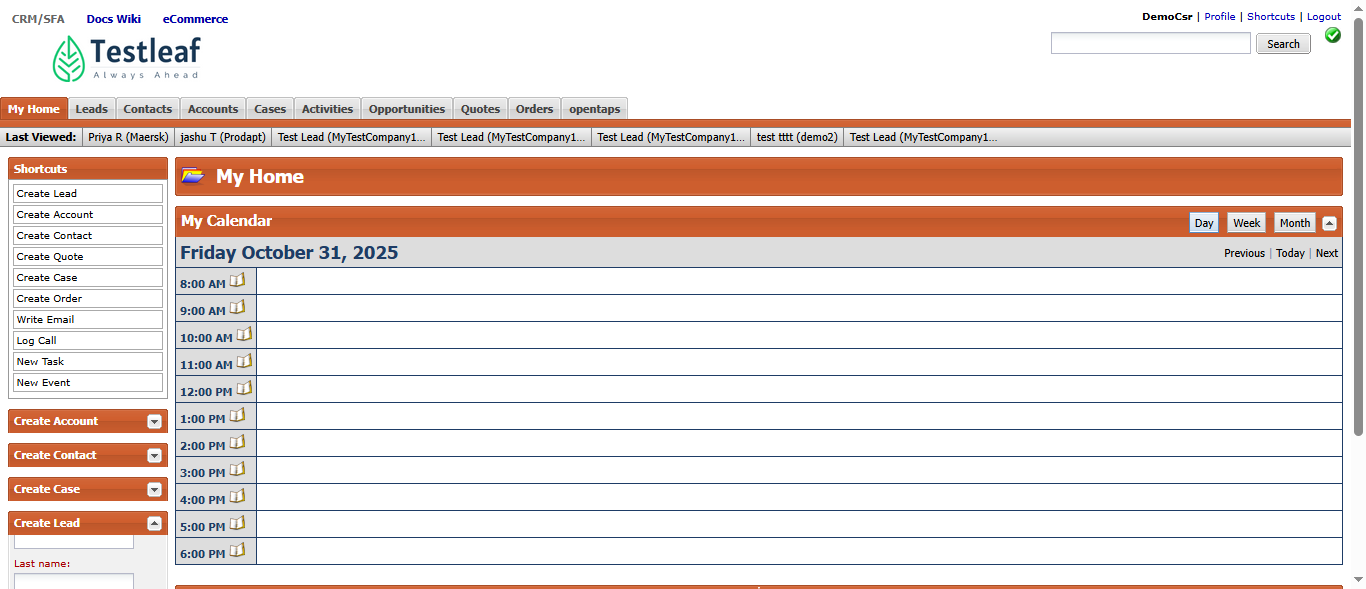 CRM/SFA Docs Wiki eCommerce
DemoCsr | Profile | Shortcuts | Logout
Search
Testleaf
Always Ahead
My Home Leads Contacts Accounts Cases Activities Opportunities Quotes Orders opentaps
Last Viewed: Priya R (Maersk) jashu T (Prodapt) Test Lead (MyTestCompany1... Test Lead (MyTestCompany1... Test Lead (MyTestCompany1... test tttt (demo2) Test Lead (MyTestCompany1...
Shortcuts
Create Lead
Create Account
Create Contact
Create Quote
Create Case
Create Order
Write Email
Log Call
New Task
New Event
Create Account
Create Contact
Create Case
Create Lead
Last name:
My Home
My Calendar
Day Week Month
Friday October 31, 2025
Previous | Today | Next
8:00 AM
9:00 AM
10:00 AM
11:00 AM
12:00 PM
1:00 PM
2:00 PM
3:00 PM
4:00 PM
5:00 PM
6:00 PM